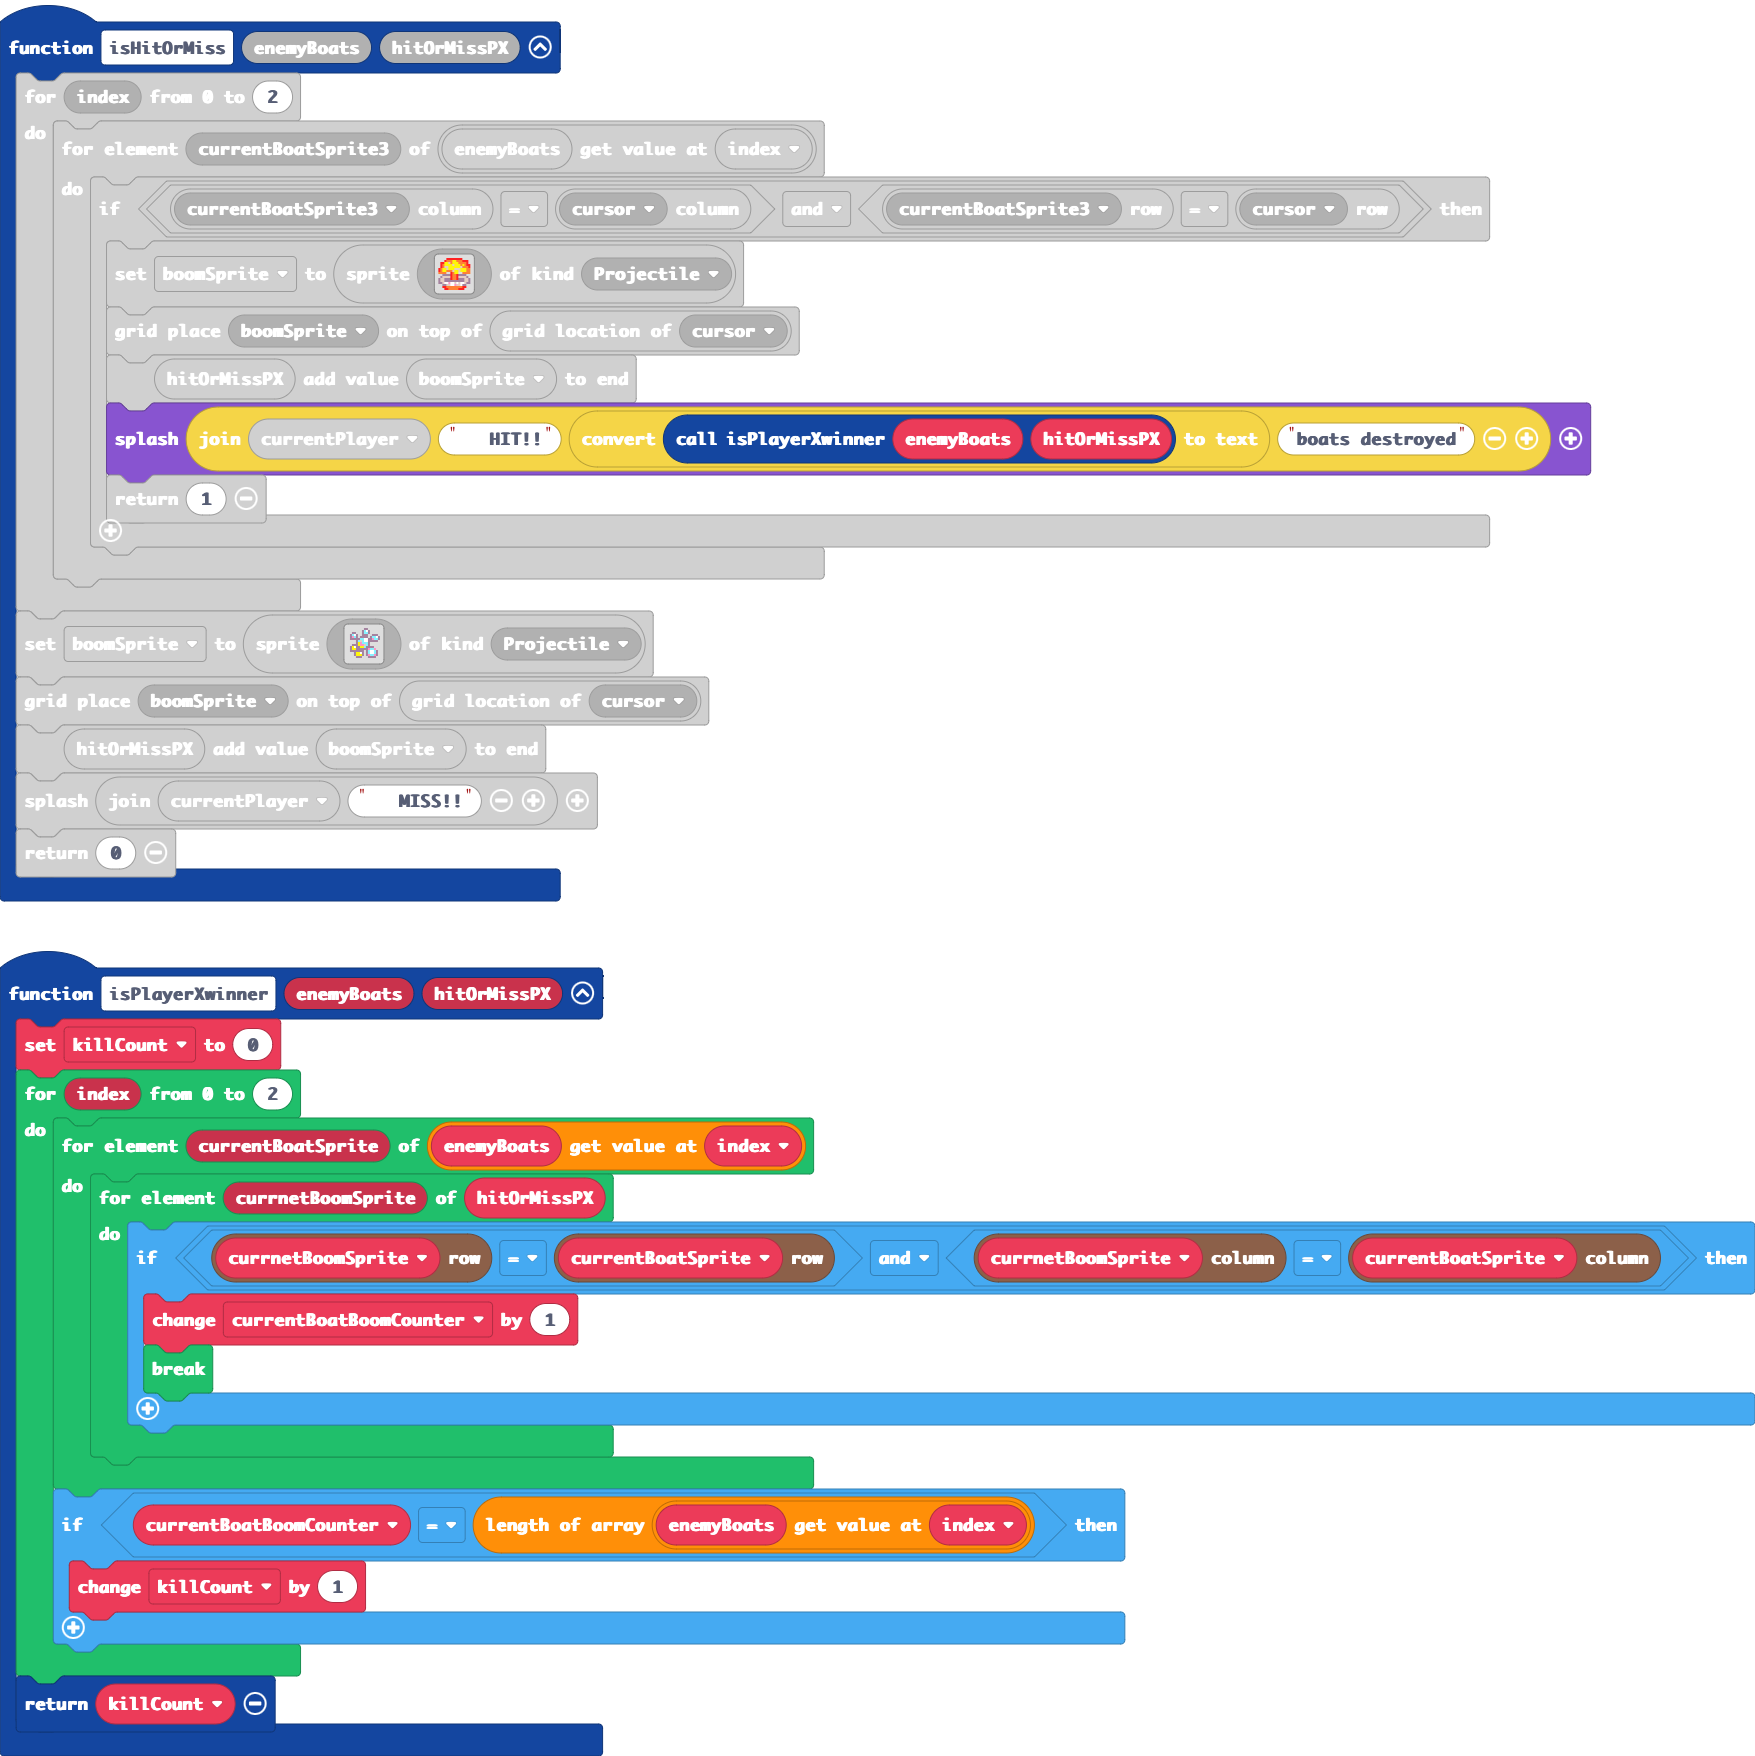 function isHitOrMiss enemyBoats hitOrMissPX
for index from 0 to 2
do
for element currentBoatSprite3 of enemyBoats get value at index
do
if currentBoatSprite3 column = cursor column and currentBoatSprite3 row = cursor row then
set boomSprite to sprite of kind Projectile
grid place boomSprite on top of grid location of cursor
hitOrMissPX add value boomSprite to end
splash join currentPlayer " HIT!!" convert call isPlayerXwinner enemyBoats hitOrMissPX to text "boats destroyed"
return 1
set boomSprite to sprite of kind Projectile
grid place boomSprite on top of grid location of cursor
hitOrMissPX add value boomSprite to end
splash join currentPlayer " MISS!!"
return 0
function isPlayerXwinner enemyBoats hitOrMissPX
set killCount to 0
for index from 0 to 2
do
for element currentBoatSprite of enemyBoats get value at index
do
for element currnetBoomSprite of hitOrMissPX
do
if currnetBoomSprite row = currentBoatSprite row and currnetBoomSprite column = currentBoatSprite column then
change currentBoatBoomCounter by 1
break
if currentBoatBoomCounter = length of array enemyBoats get value at index then
change killCount by 1
return killCount